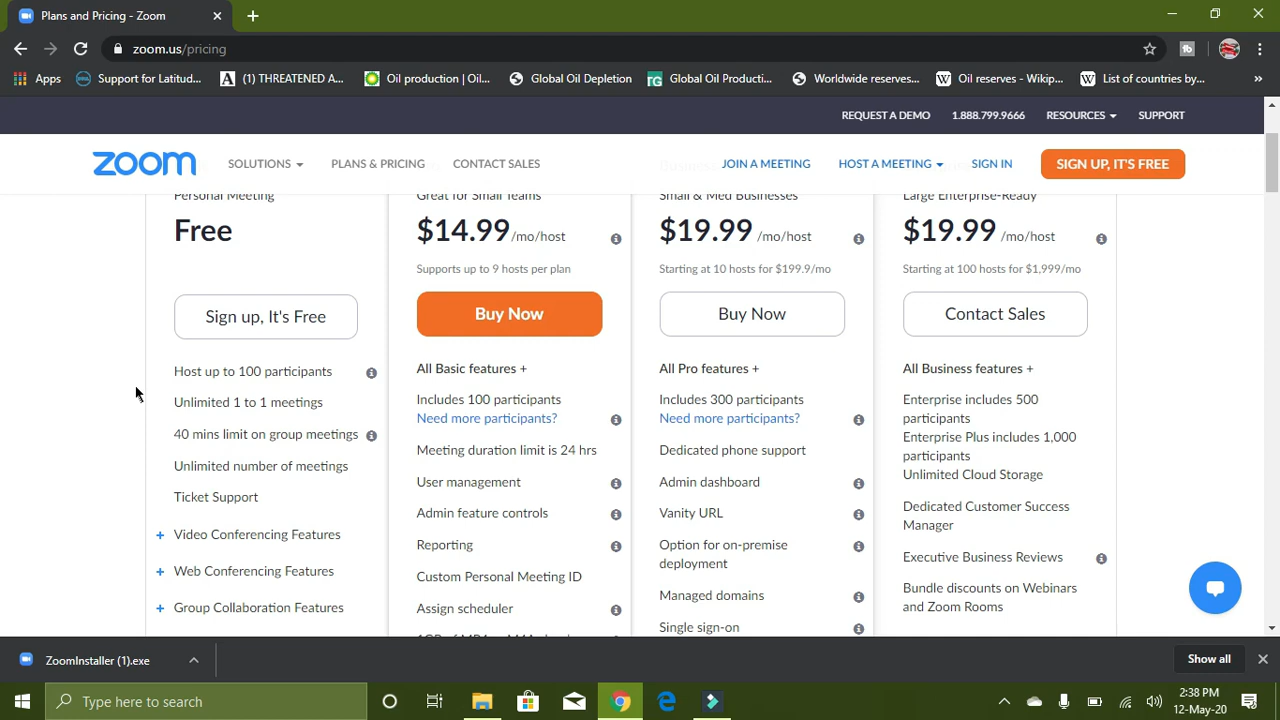 Plans and Pricing - Zoom
zoom.us/pricing
Apps
Support for Latitud...
(1) THREATENED A...
Oil production | Oil...
Global Oil Depletion
Global Oil Producti...
Worldwide reserves...
Oil reserves - Wikip...
List of countries by...
REQUEST A DEMO
1.888.799.9666
RESOURCES
SUPPORT
zoom
SOLUTIONS
PLANS & PRICING
CONTACT SALES
JOIN A MEETING
HOST A MEETING
SIGN IN
SIGN UP, IT'S FREE
Personal Meeting
Free
Sign up, It's Free
Host up to 100 participants
Unlimited 1 to 1 meetings
40 mins limit on group meetings
Unlimited number of meetings
Ticket Support
+ Video Conferencing Features
+ Web Conferencing Features
+ Group Collaboration Features
Great for Small Teams
$14.99 /mo/host
Supports up to 9 hosts per plan
Buy Now
All Basic features +
Includes 100 participants
Need more participants?
Meeting duration limit is 24 hrs
User management
Admin feature controls
Reporting
Custom Personal Meeting ID
Assign scheduler
Small & Med Businesses
$19.99 /mo/host
Starting at 10 hosts for $199.9/mo
Buy Now
All Pro features +
Includes 300 participants
Need more participants?
Dedicated phone support
Admin dashboard
Vanity URL
Option for on-premise
deployment
Managed domains
Single sign-on
Large Enterprise-Ready
$19.99 /mo/host
Starting at 100 hosts for $1,999/mo
Contact Sales
All Business features +
Enterprise includes 500
participants
Enterprise Plus includes 1,000
participants
Unlimited Cloud Storage
Dedicated Customer Success
Manager
Executive Business Reviews
Bundle discounts on Webinars
and Zoom Rooms
ZoomInstaller (1).exe
Show all
Type here to search
2:38 PM
12-May-20